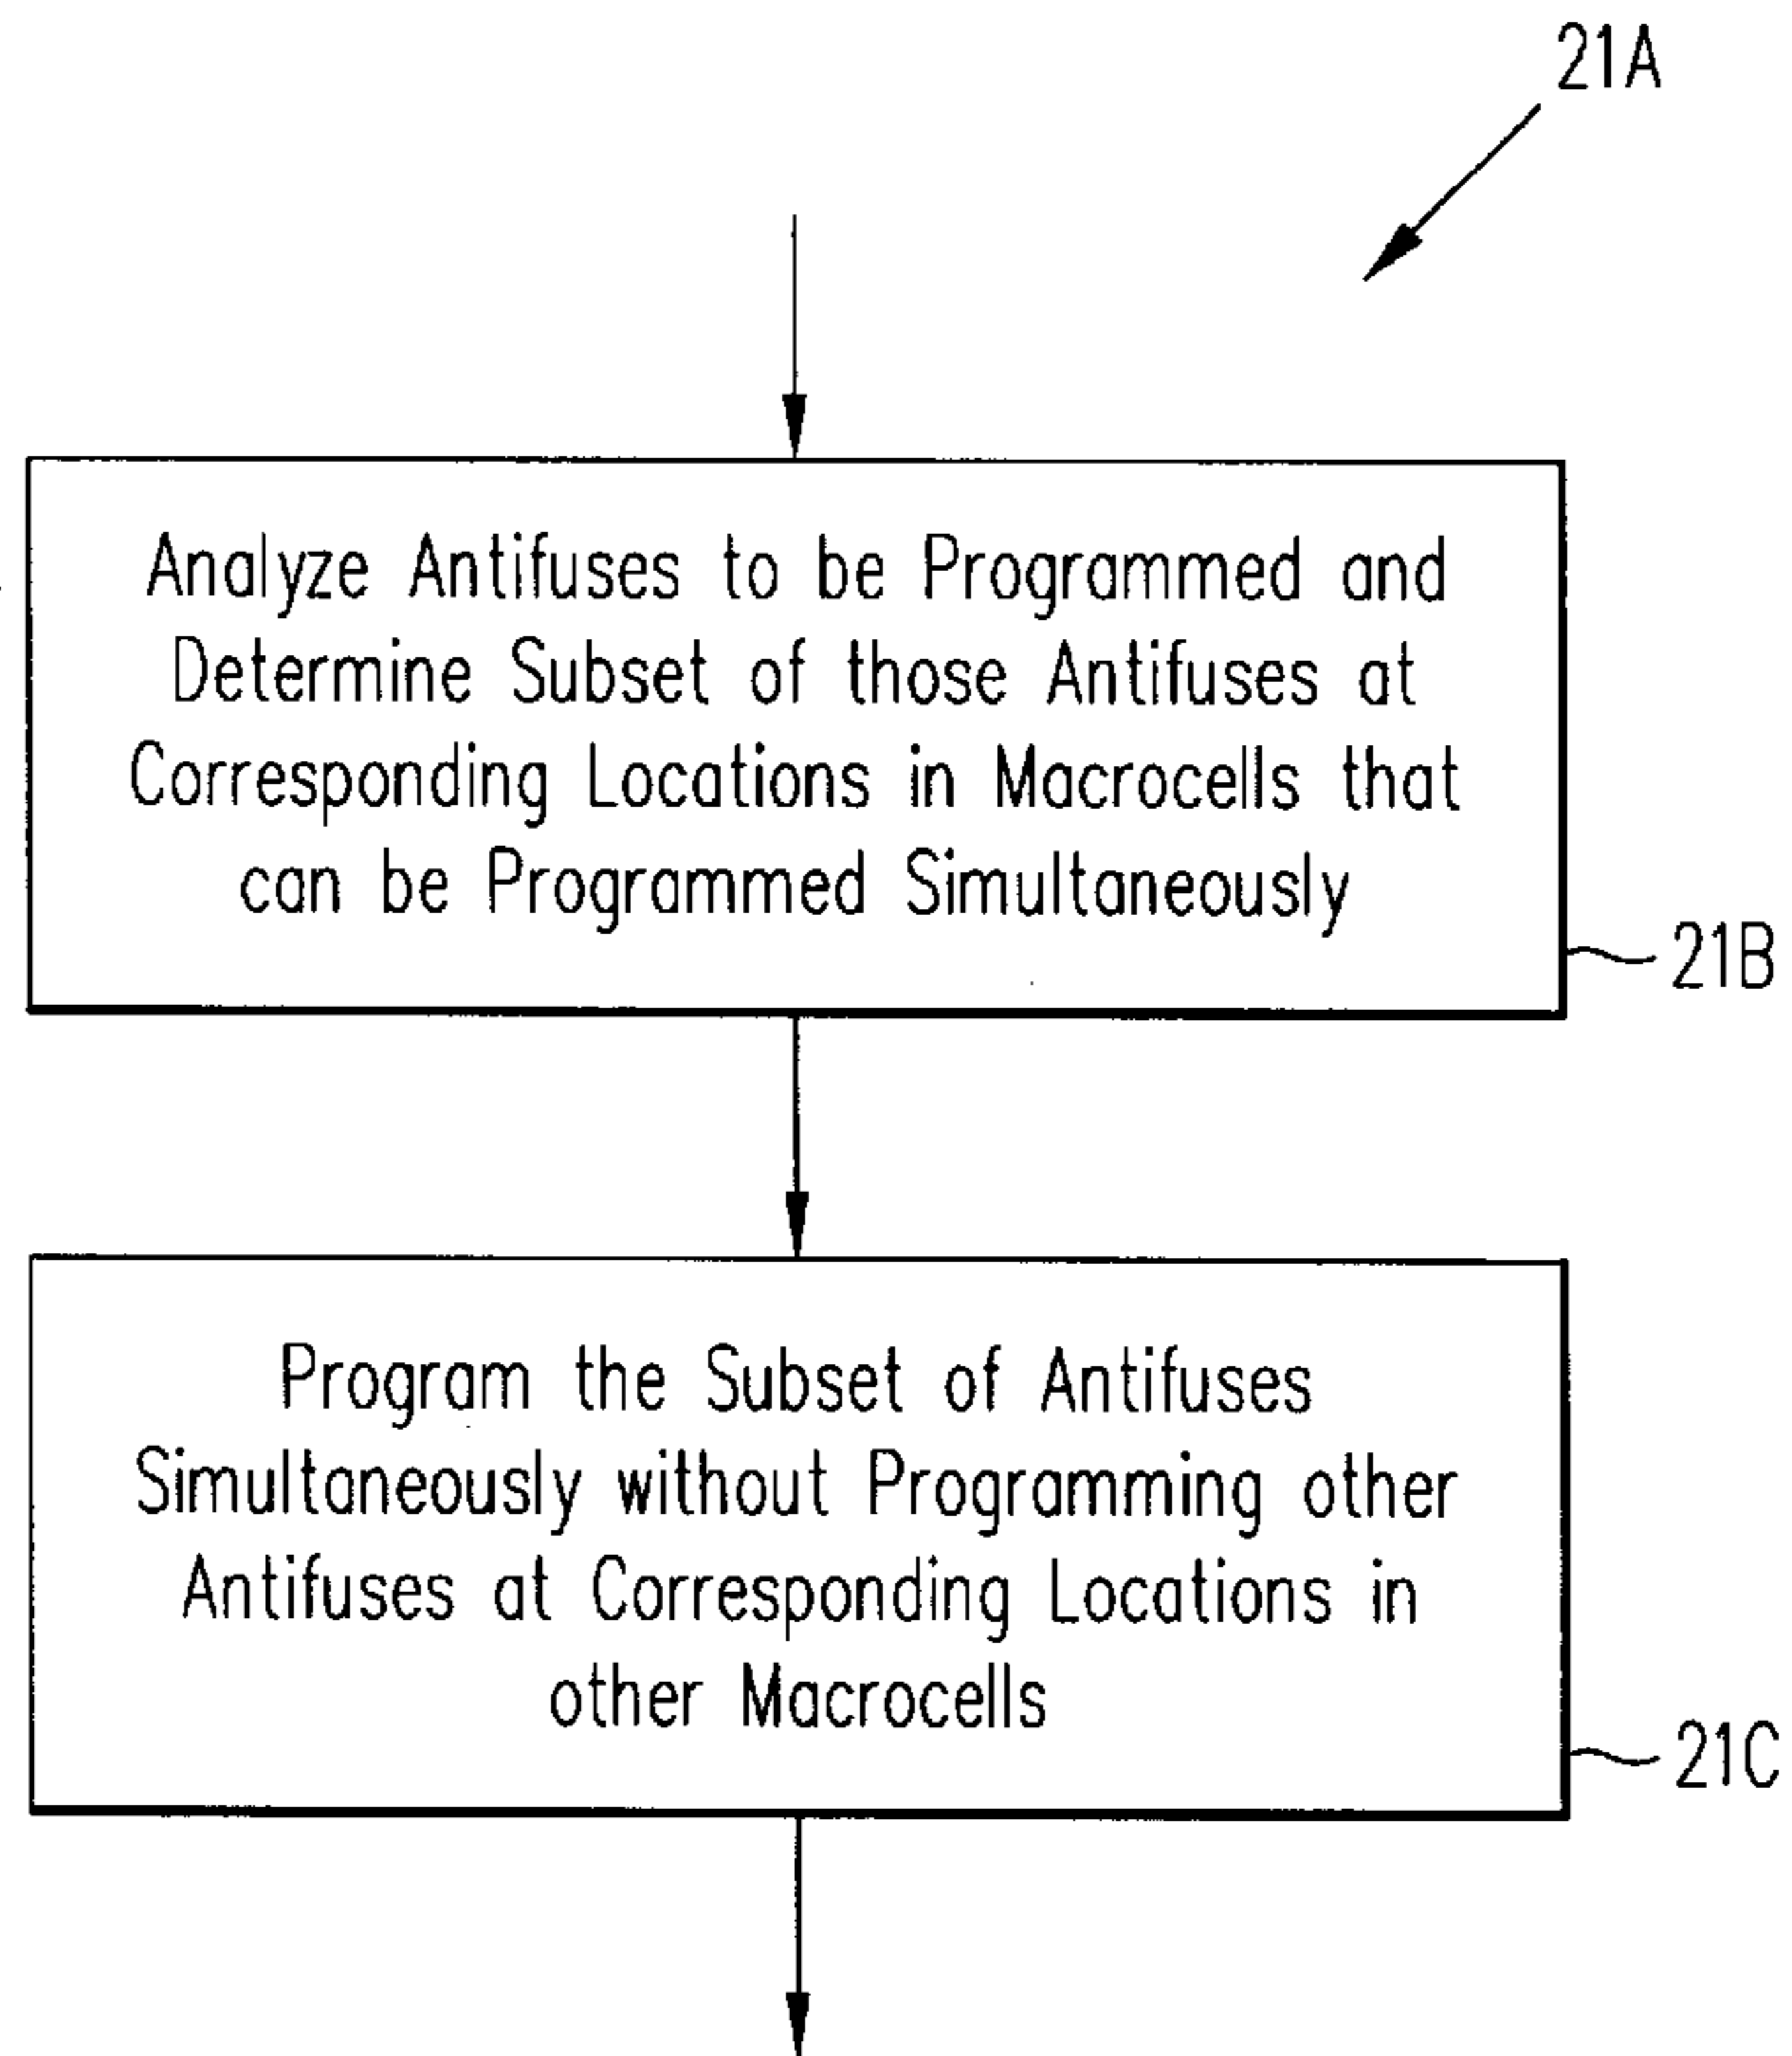 21A
Analyze Antifuses to be Programmed and
Determine Subset of those Antifuses at
Corresponding Locations in Macrocells that
can be Programmed Simultaneously
21B
Program the Subset of Antifuses
Simultaneously without Programming other
Antifuses at Corresponding Locations in
other Macrocells
21C